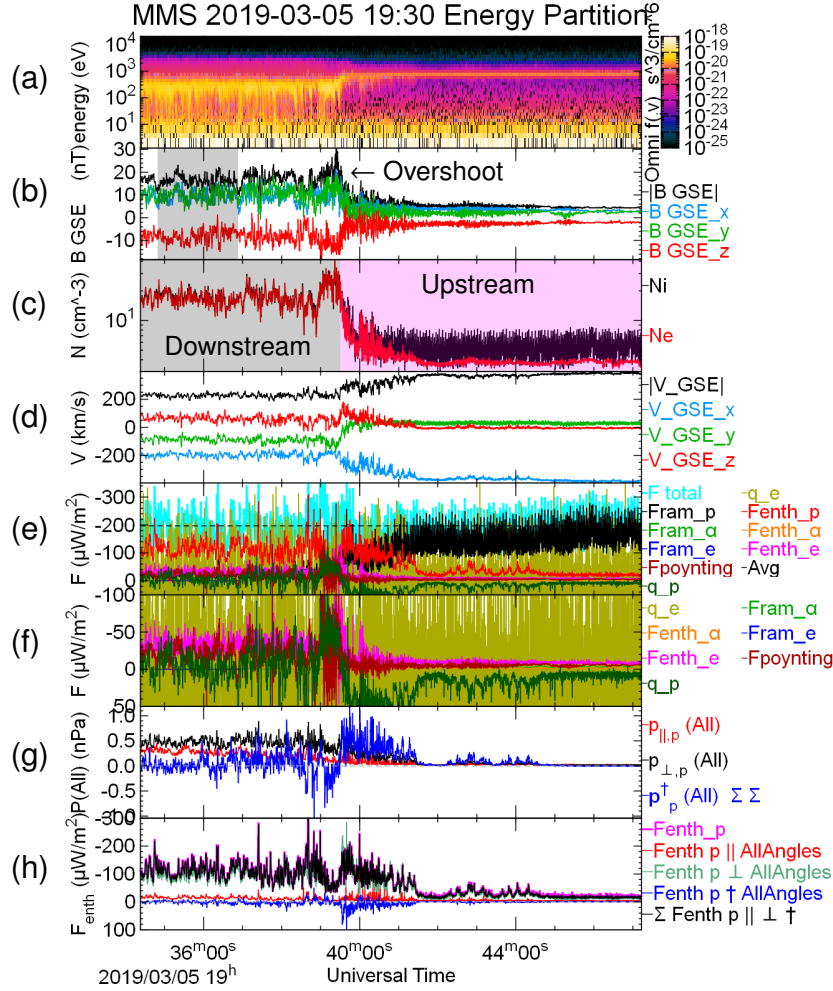 MMS 2019-03-05 19:30 Energy Partition
(a)
energy (eV)
10^4
10^3
10^2
10^1
Omni f(.v) s^3/cm^6
10^-18
10^-19
10^-20
10^-21
10^-22
10^-23
10^-24
10^-25
(b)
B GSE (nT)
30
20
10
0
-10
← Overshoot
|B GSE|
B GSE_x
B GSE_y
B GSE_z
(c)
N (cm^-3)
10^1
Downstream
Upstream
Ni
Ne
(d)
V (km/s)
200
0
-200
|V_GSE|
V_GSE_x
V_GSE_y
V_GSE_z
(e)
F (µW/m²)
-300
-200
-100
0
F total
q_e
Fram_p
Fenth_p
Fram_α
Fenth_α
Fram_e
Fenth_e
Fpoynting
Avg
q_p
(f)
F (µW/m²)
-100
-50
0
50
q_e
Fram_α
Fenth_α
Fram_e
Fenth_e
Fpoynting
q_p
(g)
P(All) (nPa)
1.0
0.5
0.0
-0.5
-1.0
p||,p (All)
p⊥,p (All)
p†p (All) Σ Σ
(h)
Fenth (µW/m²)
-300
-200
-100
0
100
Fenth_p
Fenth p || AllAngles
Fenth p ⊥ AllAngles
Fenth p † AllAngles
Σ Fenth p || ⊥ †
36m00s
40m00s
44m00s
2019/03/05 19h
Universal Time